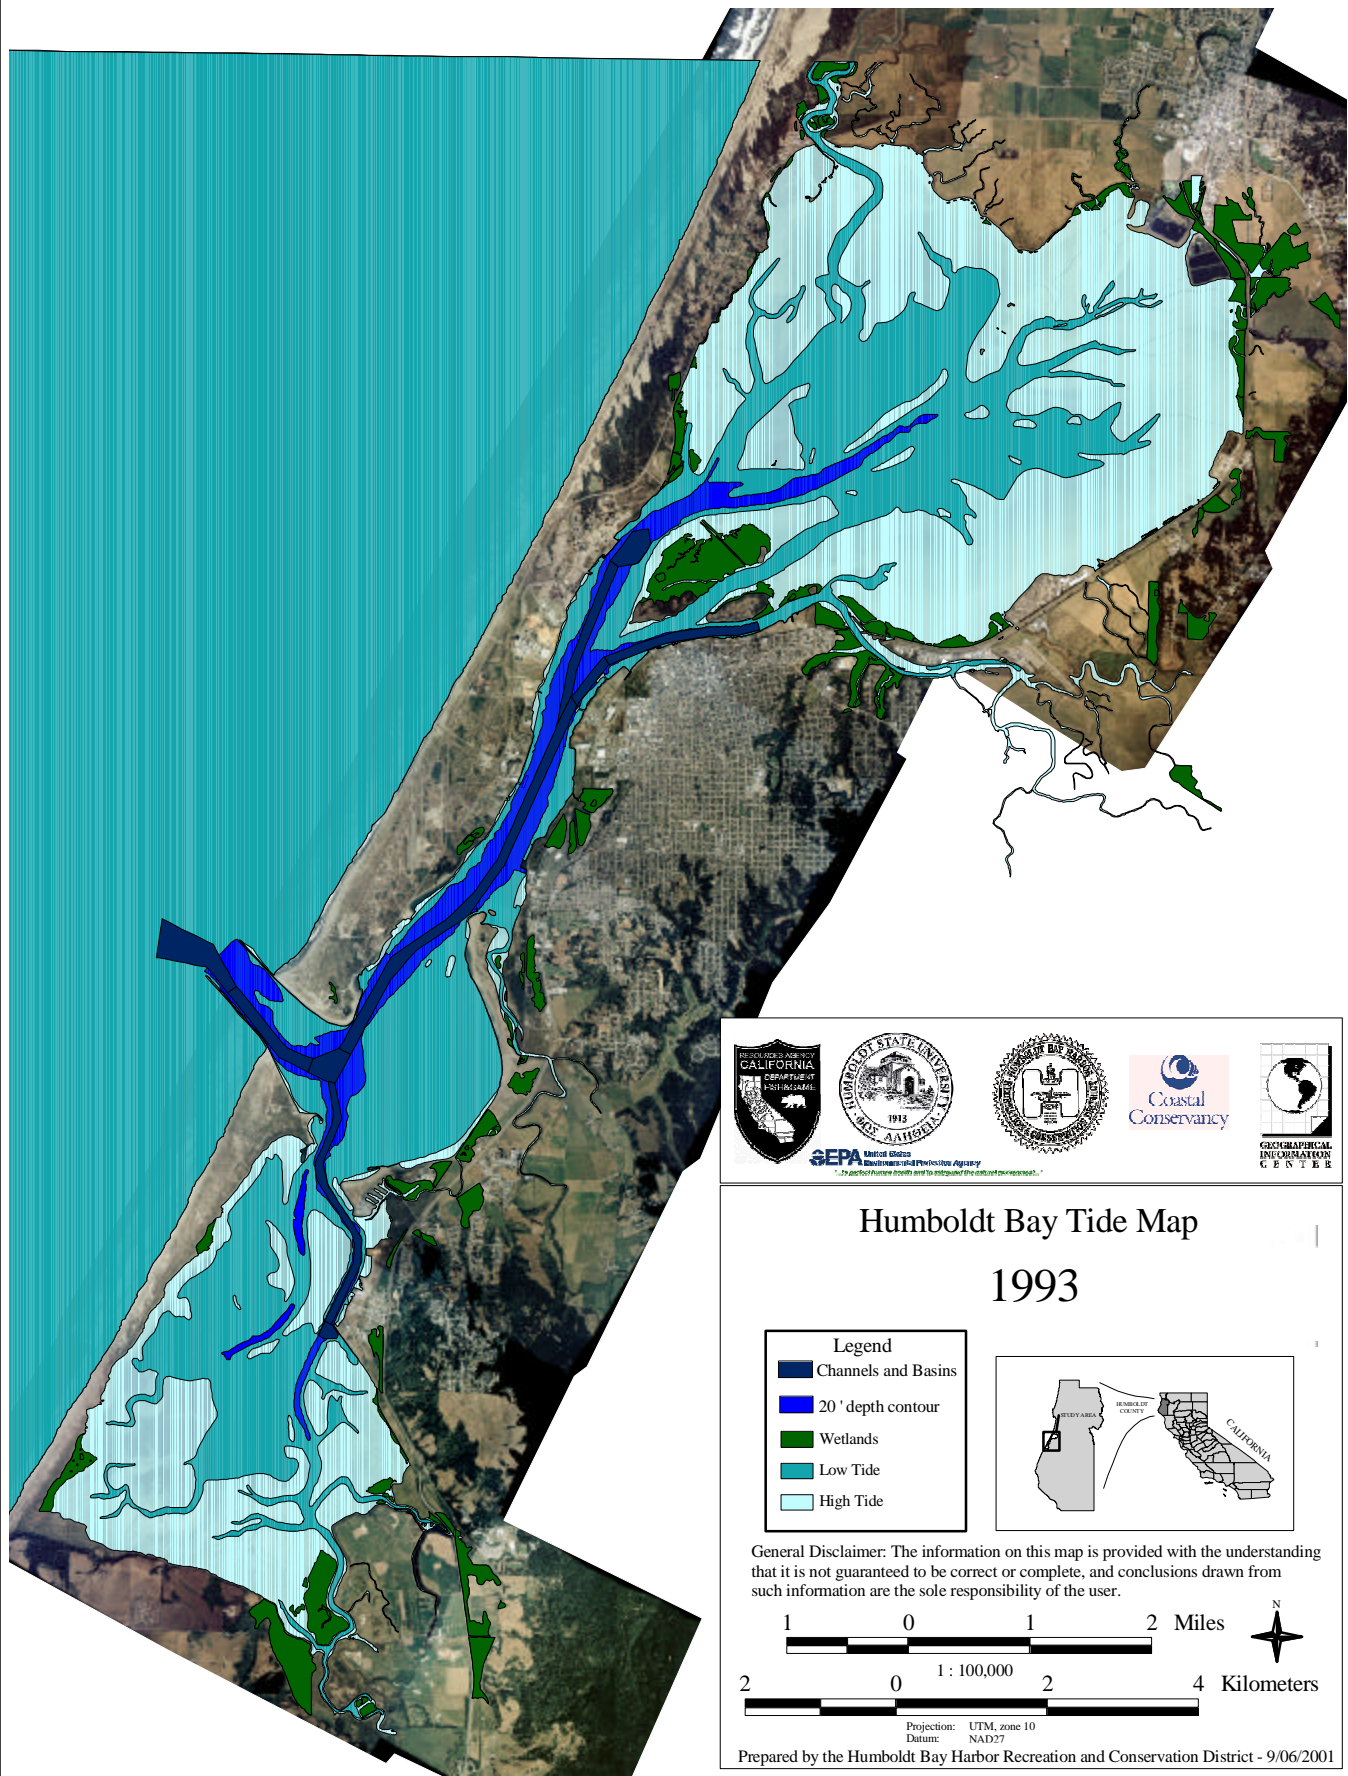 RESOURCES AGENCY
CALIFORNIA
DEPARTMENT
FISH&GAME
HUMBOLDT STATE UNIVERSITY
1913
EPA United States
Environmental Protection Agency
Coastal
Conservancy
GEOGRAPHICAL
INFORMATION
CENTER
Humboldt Bay Tide Map
1993
Legend
Channels and Basins
20 ' depth contour
Wetlands
Low Tide
High Tide
STUDY AREA
HUMBOLDT
COUNTY
CALIFORNIA
General Disclaimer: The information on this map is provided with the understanding
that it is not guaranteed to be correct or complete, and conclusions drawn from
such information are the sole responsibility of the user.
N
1 0 1 2 Miles
1 : 100,000
2 0 2 4 Kilometers
Projection: UTM, zone 10
Datum: NAD27
Prepared by the Humboldt Bay Harbor Recreation and Conservation District - 9/06/2001